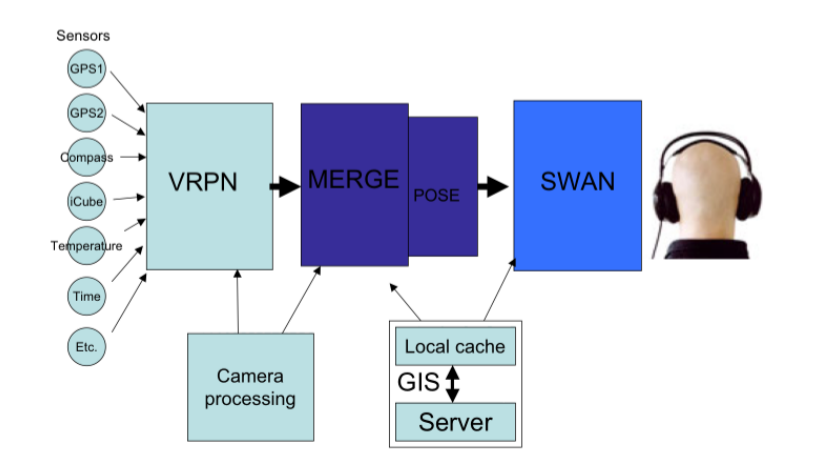 Sensors
GPS1
GPS2
Compass
iCube
Temperature
Time
Etc.
VRPN
MERGE
POSE
SWAN
Camera
processing
Local cache
GIS
Server